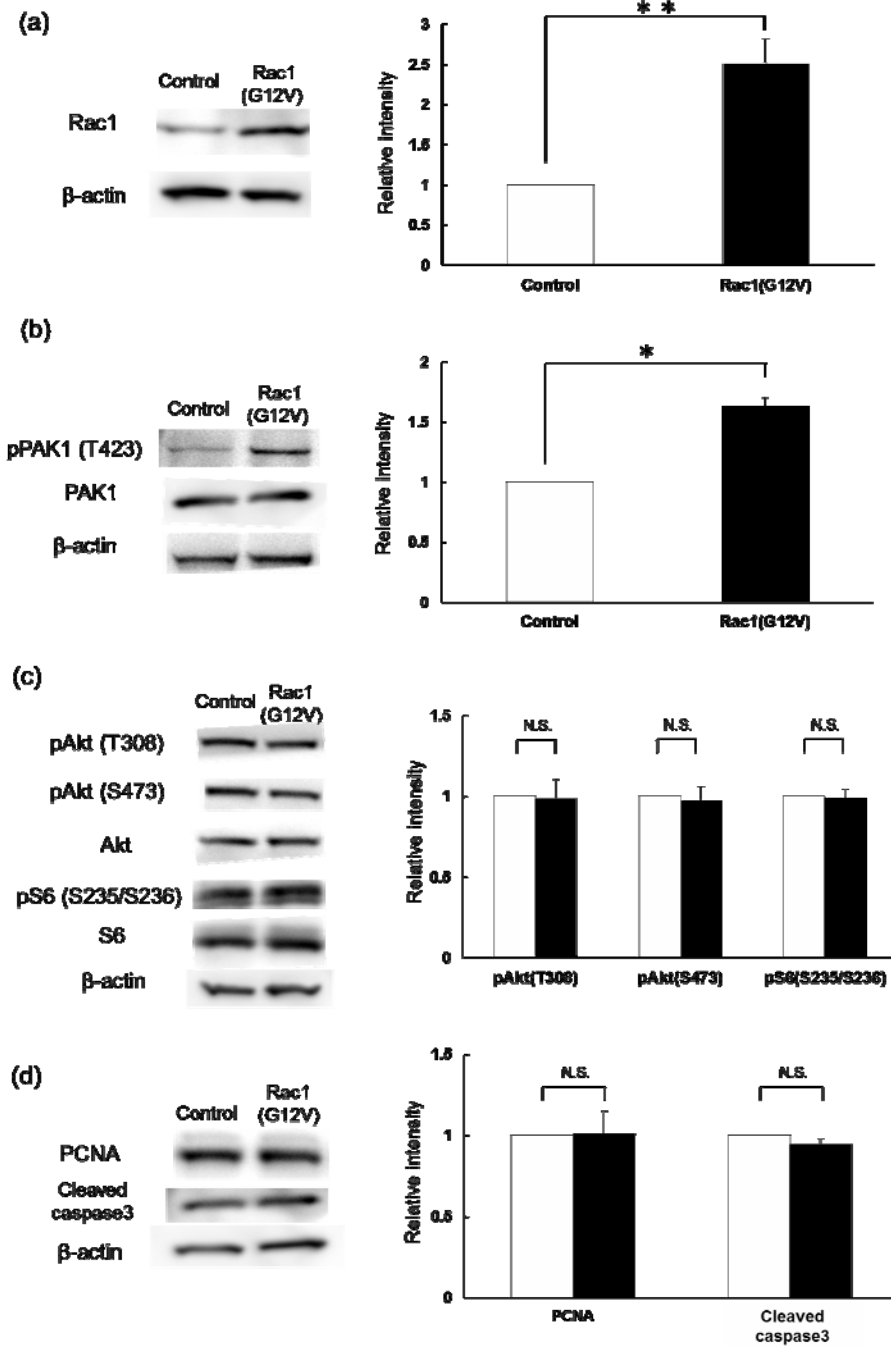 (a)
Control
Rac1
(G12V)
Rac1
β-actin
* *
Relative Intensity
3
2.5
2
1.5
1
0.5
0
Control
Rac1(G12V)
(b)
Control
Rac1
(G12V)
pPAK1 (T423)
PAK1
β-actin
*
Relative Intensity
2
1.5
1
0.5
0
Control
Rac1(G12V)
(c)
Control
Rac1
(G12V)
pAkt (T308)
pAkt (S473)
Akt
pS6 (S235/S236)
S6
β-actin
Relative Intensity
1.5
1
0.5
0
N.S.
N.S.
N.S.
pAkt(T308)
pAkt(S473)
pS6(S235/S236)
(d)
Control
Rac1
(G12V)
PCNA
Cleaved
caspase3
β-actin
Relative Intensity
1.5
1
0.5
0
N.S.
N.S.
PCNA
Cleaved
caspase3